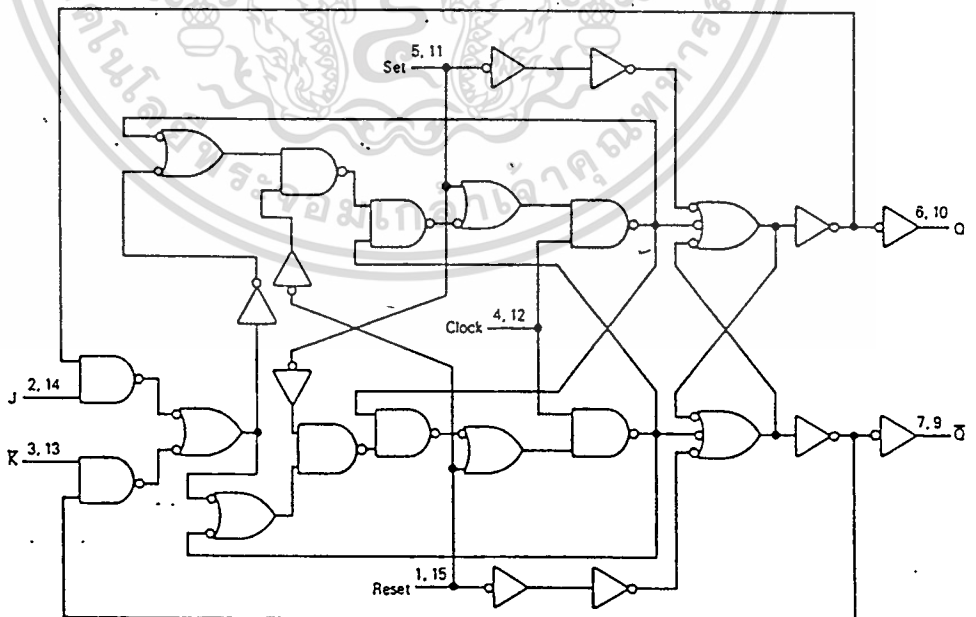 5, 11
Set
6, 10
Q
4, 12
Clock
2, 14
J
3, 13
K̅
7, 9
Q̅
1, 15
Reset